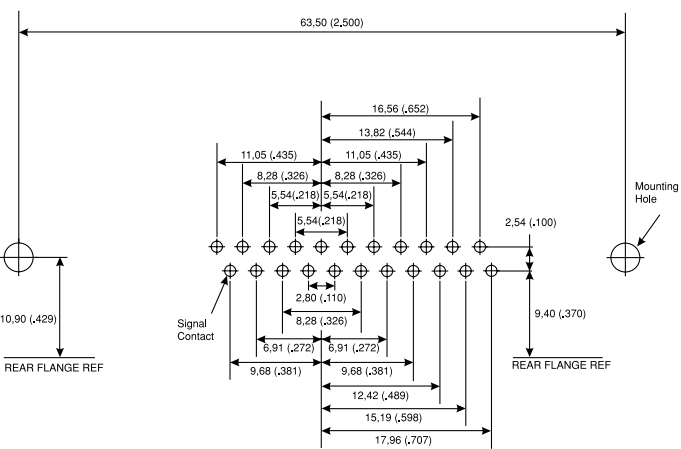 63,50 (2.500)
16,56 (.652)
13,82 (.544)
11,05 (.435) 11,05 (.435)
8,28 (.326) 8,28 (.326)
5,54(.218) 5,54(.218)
5,54(.218)
Mounting
Hole
2,54 (.100)
2,80 (.110)
8,28 (.326)
6,91 (.272) 6,91 (.272)
9,68 (.381) 9,68 (.381)
12,42 (.489)
15,19 (.598)
17,96 (.707)
Signal
Contact
10,90 (.429)
REAR FLANGE REF
9,40 (.370)
REAR FLANGE REF